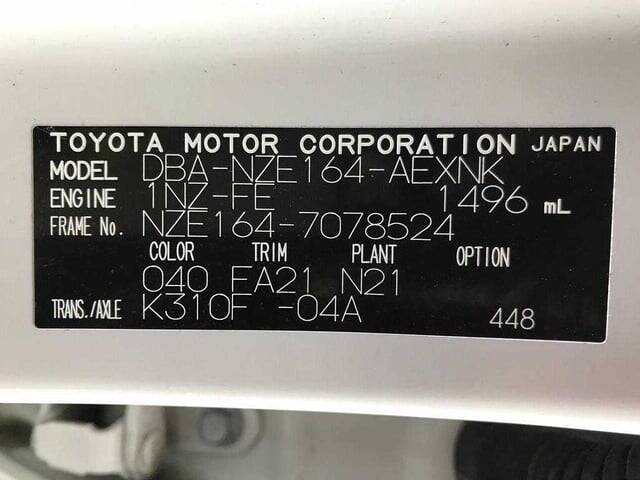 TOYOTA MOTOR CORPORATION JAPAN
MODEL DBA-NZE164-AEXNK
ENGINE 1NZ-FE 1496 mL
FRAME No. NZE164-7078524
COLOR TRIM PLANT OPTION
040 FA21 N21
TRANS./AXLE K310F -04A 448